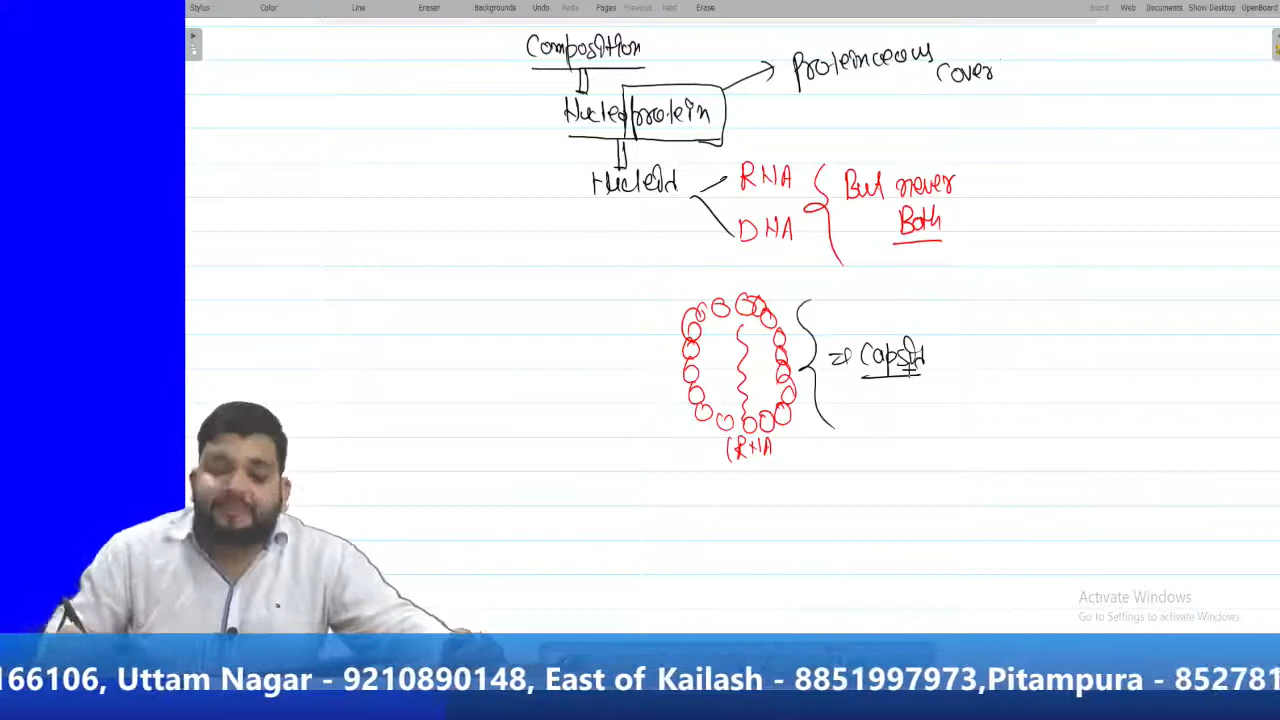 Stylus Color Line Eraser Backgrounds Undo Redo Pages Previous Next Erase Board Web Documents Show Desktop OpenBoard
Composition
Nucleoprotein
Proteinceous
Cover
Nucleid
RNA
DNA
But never
Both
⇒ Capsid
(RNA
Activate Windows
Go to Settings to activate Windows.
166106, Uttam Nagar - 9210890148, East of Kailash - 8851997973,Pitampura - 852781